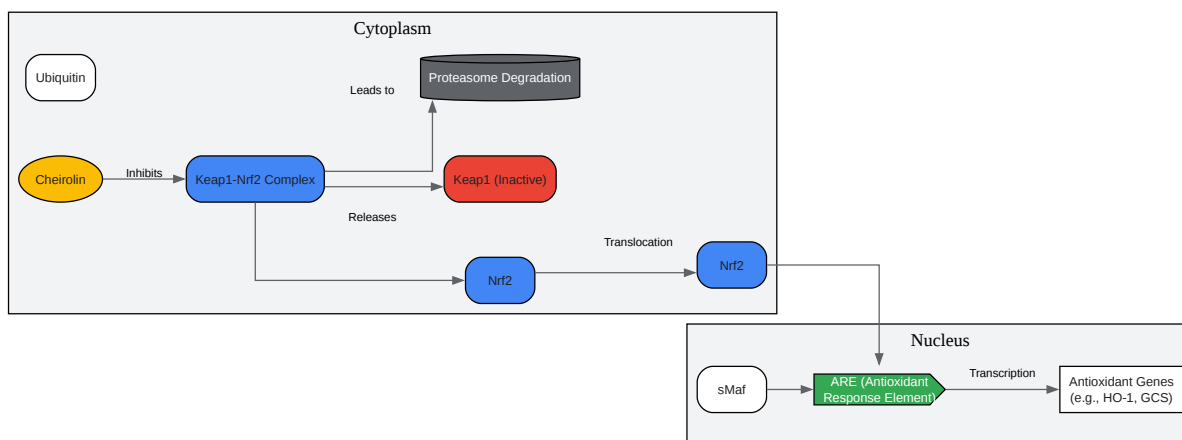 Cytoplasm
Ubiquitin
Proteasome Degradation
Leads to
Cheirolin
Inhibits
Keap1-Nrf2 Complex
Keap1 (Inactive)
Releases
Translocation
Nrf2
Nrf2
Nucleus
sMaf
ARE (Antioxidant
Response Element)
Transcription
Antioxidant Genes
(e.g., HO-1, GCS)